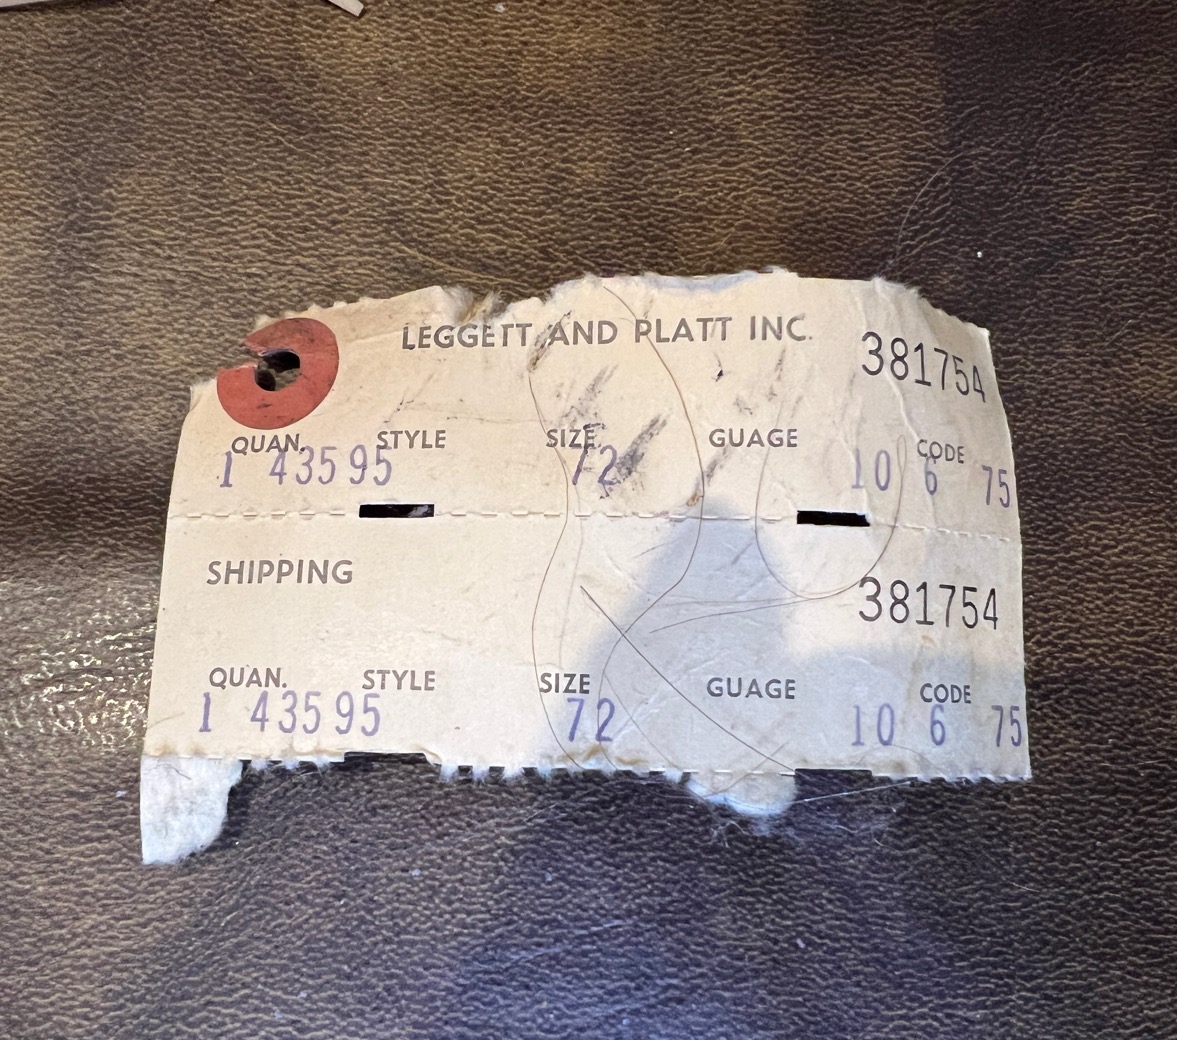 LEGGETT AND PLATT INC.
381754
QUAN. STYLE SIZE GUAGE CODE
1 43595 72 10 6 75
SHIPPING
381754
QUAN. STYLE SIZE GUAGE CODE
1 43595 72 10 6 75